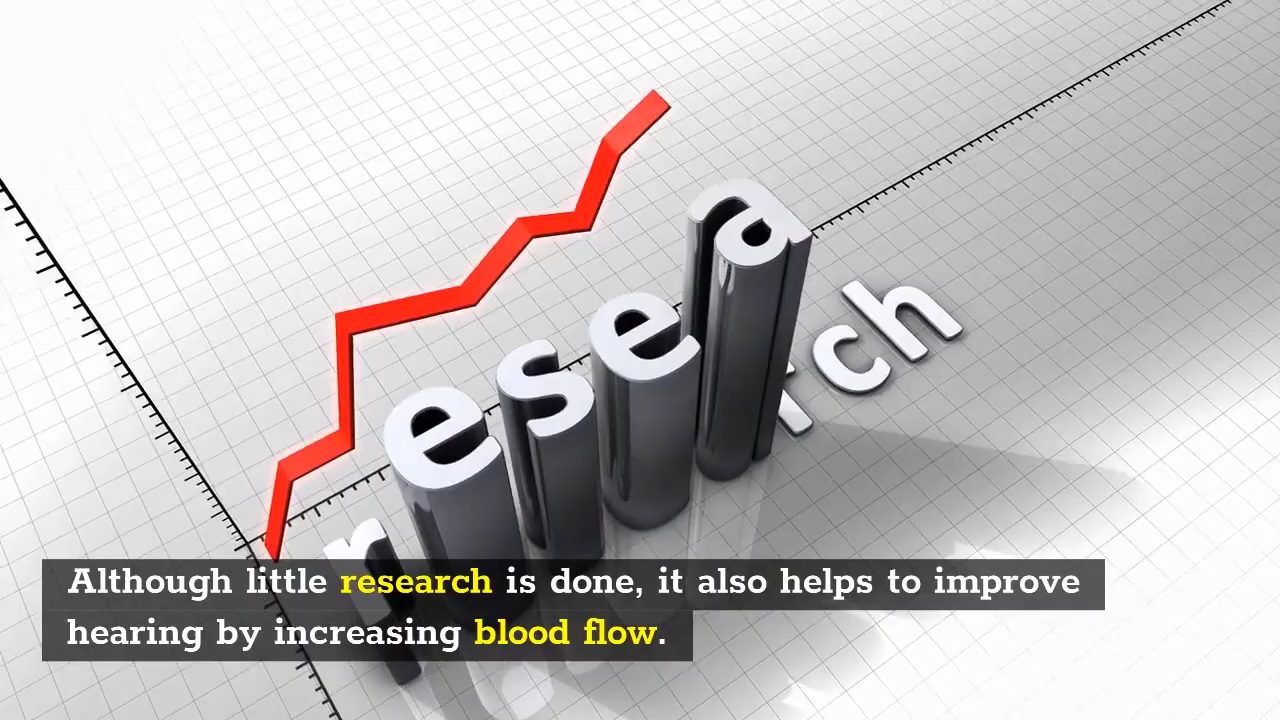 research
Although little research is done, it also helps to improve
hearing by increasing blood flow.